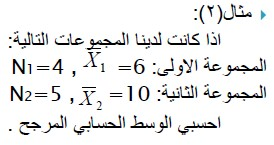 مثال(٢):
اذا كانت لدينا المجموعات التالية:
المجموعة الاولى: N1=4 , X̅1 =6
المجموعة الثانية: N2=5 , X̅2 =10
احسبي الوسط الحسابي المرجح .